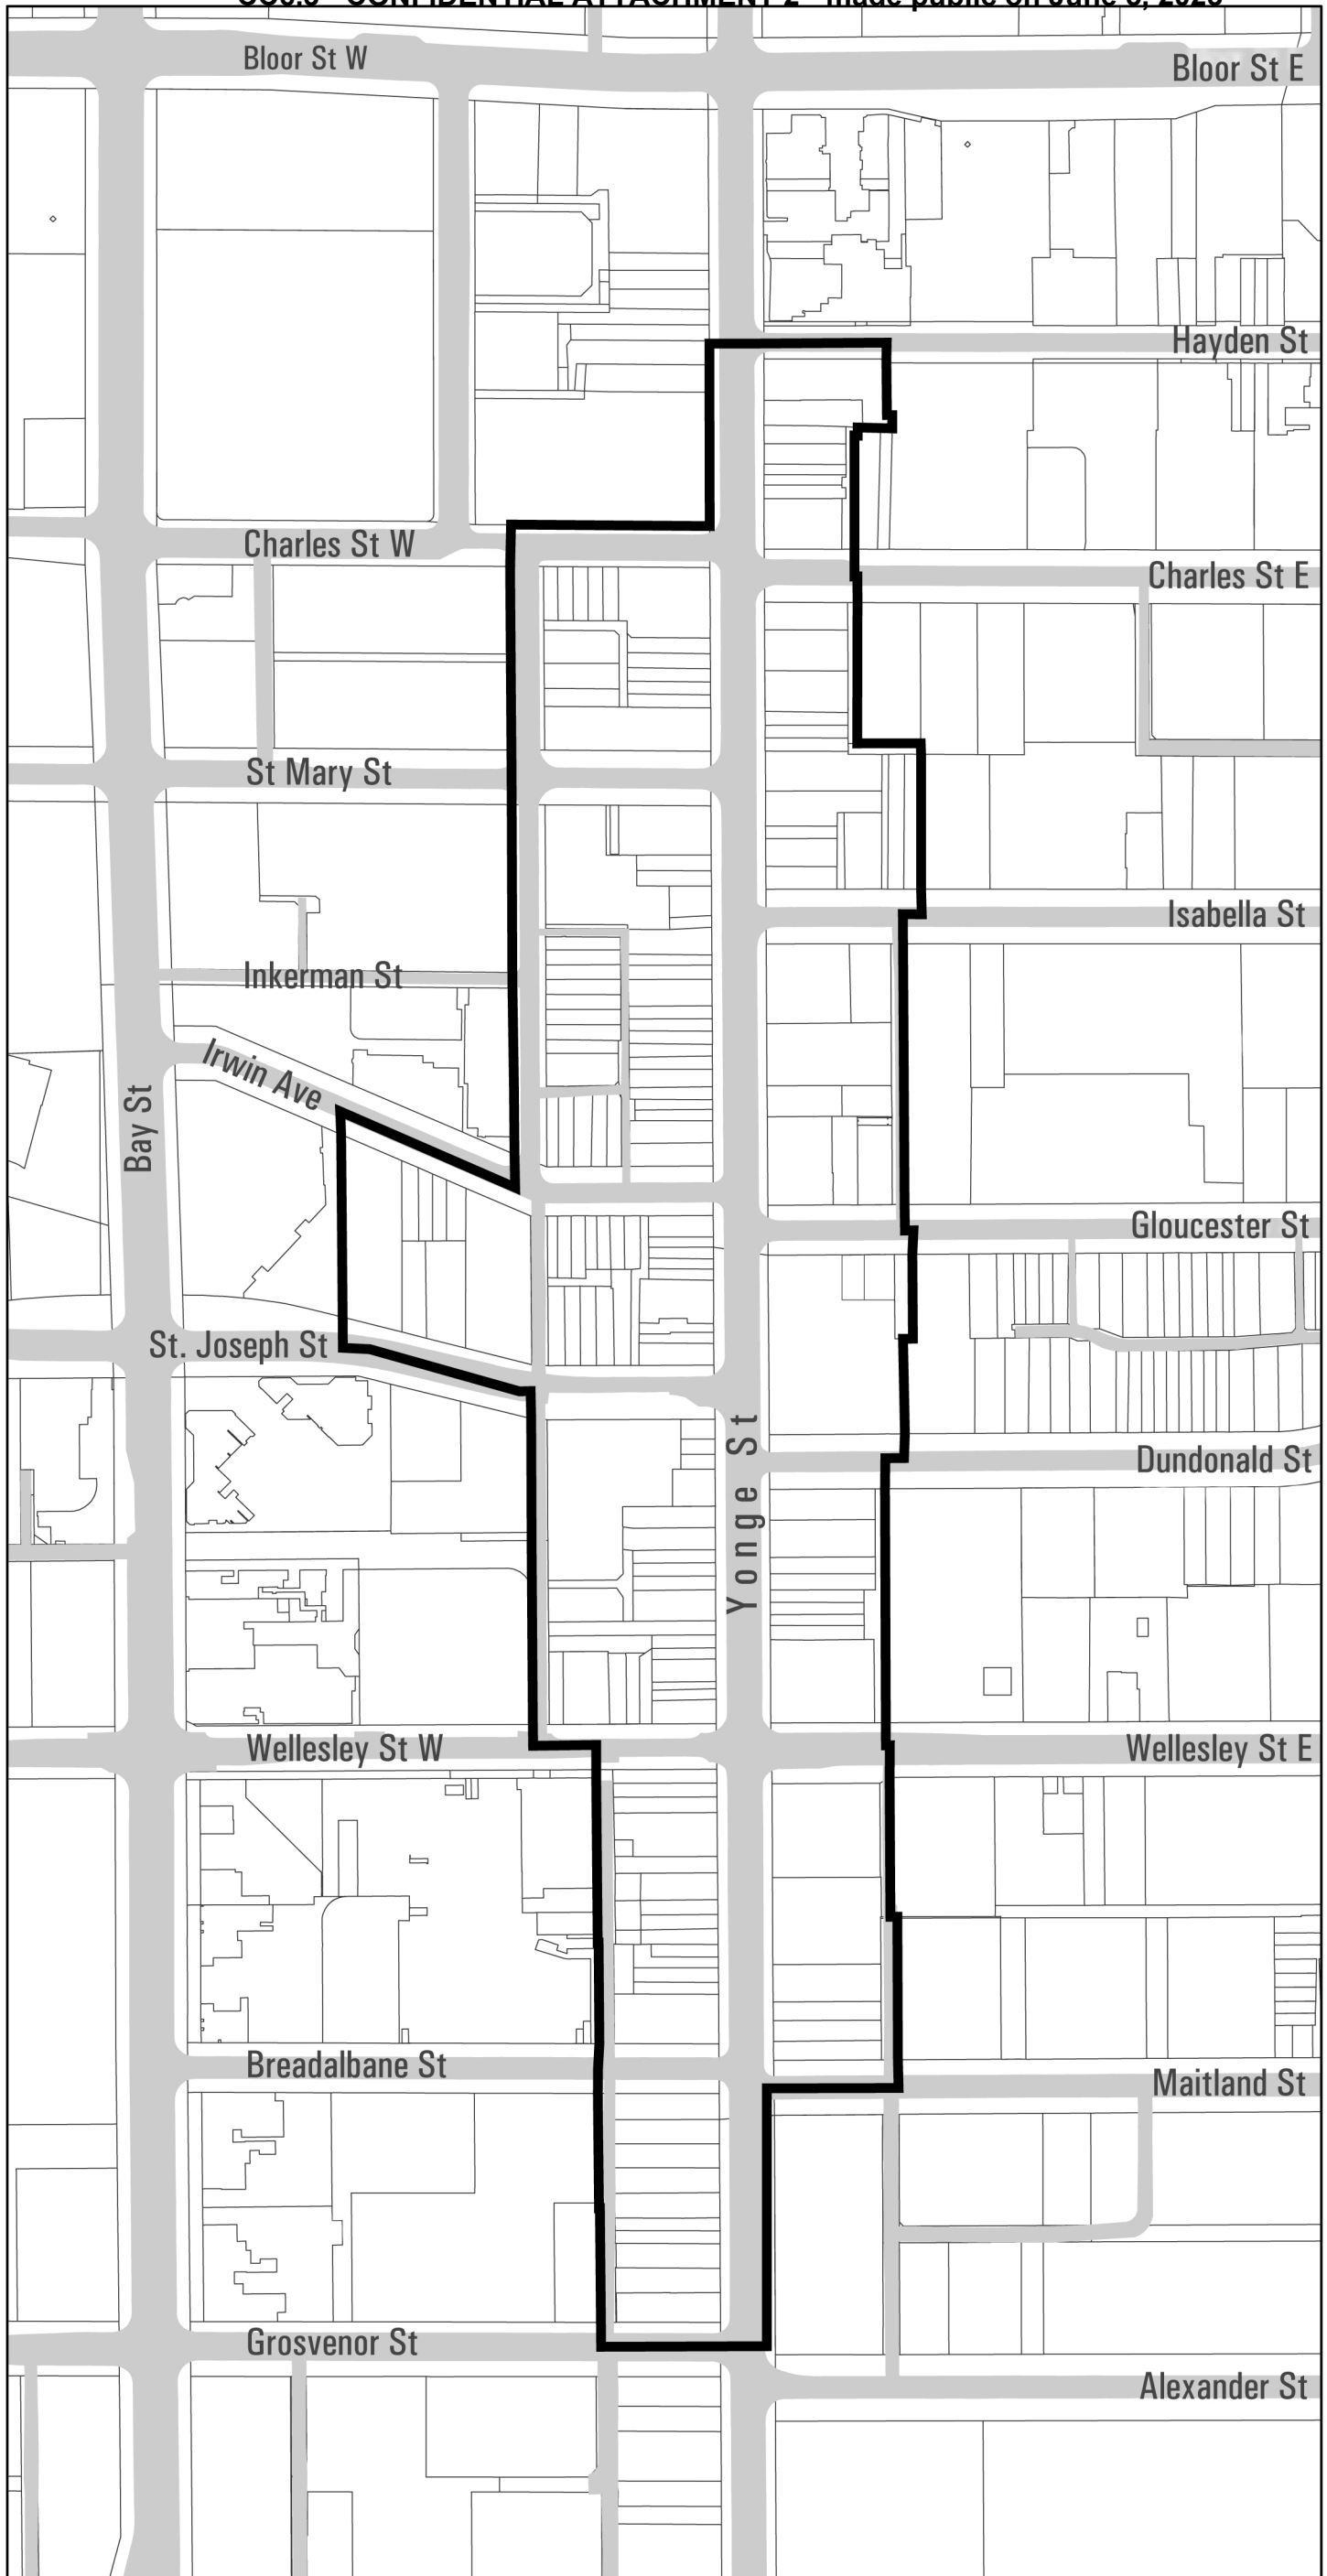 Bloor St W
Bloor St E
Hayden St
Charles St W
Charles St E
St Mary St
Isabella St
Inkerman St
Irwin Ave
Bay St
Gloucester St
St. Joseph St
Yonge St
Dundonald St
Wellesley St W
Wellesley St E
Breadalbane St
Maitland St
Grosvenor St
Alexander St